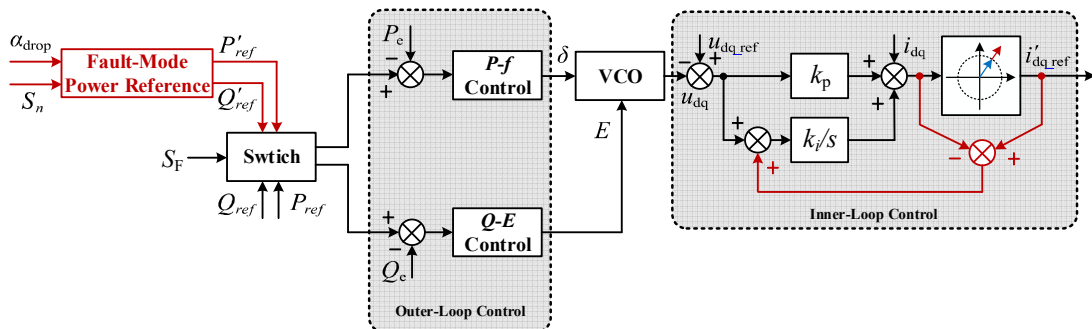 α_drop
S_n
Fault-Mode
Power Reference
P'_ref
Q'_ref
S_F
Swtich
Q_ref
P_ref
P_e
−
+
P-f
Control
δ
+
−
Q_e
Q-E
Control
E
Outer-Loop Control
VCO
u_dq_ref
−
+
u_dq
k_p
+
+
k_i/s
i_dq
+
+
i'_dq_ref
−
+
Inner-Loop Control